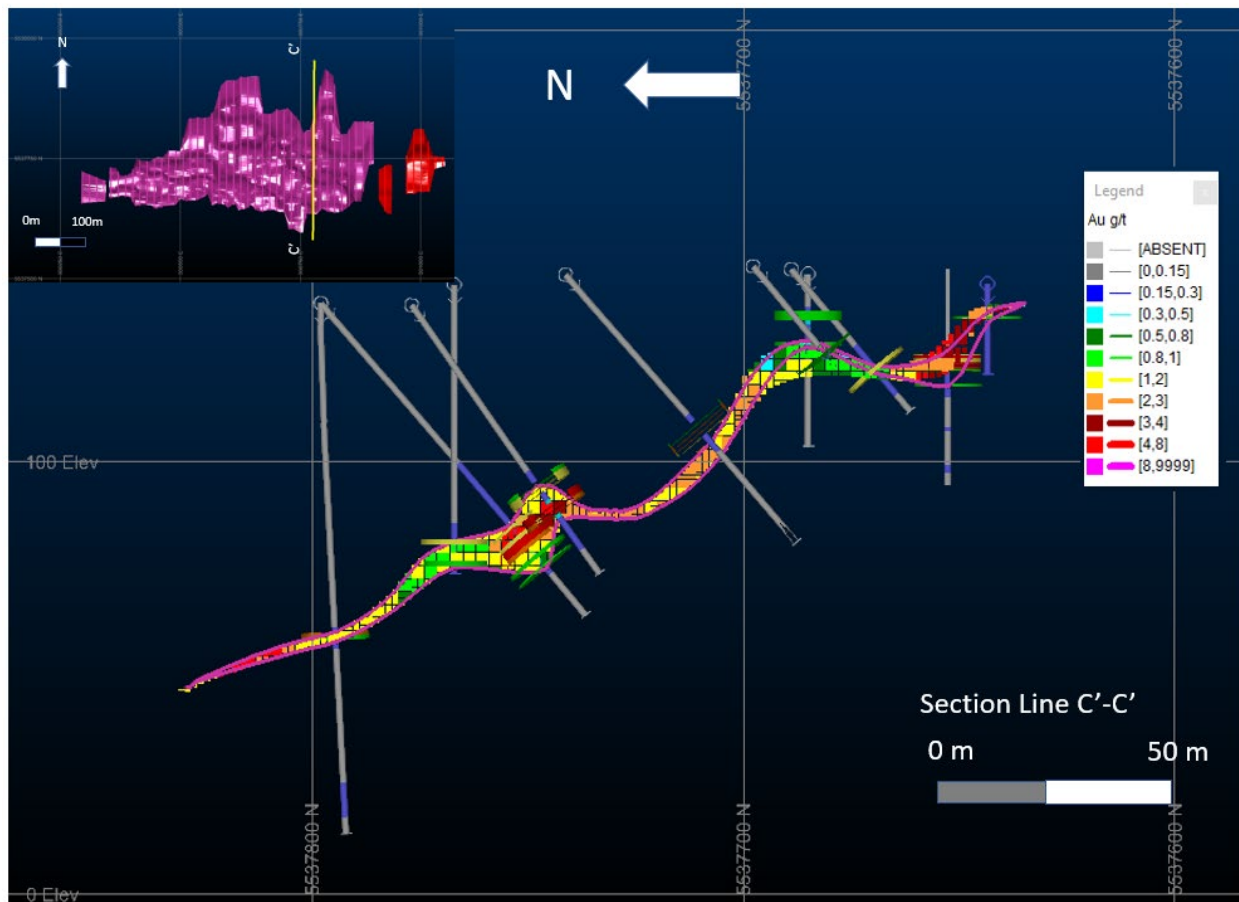 N
C'
C'
0m 100m
N
5537700 N
5537600 N
Legend
Au g/t
[ABSENT]
[0,0.15]
[0.15,0.3]
[0.3,0.5]
[0.5,0.8]
[0.8,1]
[1,2]
[2,3]
[3,4]
[4,8]
[8,9999]
100 Elev
Section Line C’-C’
0 m 50 m
5537800 N
5537700 N
5537600 N
0 Elev